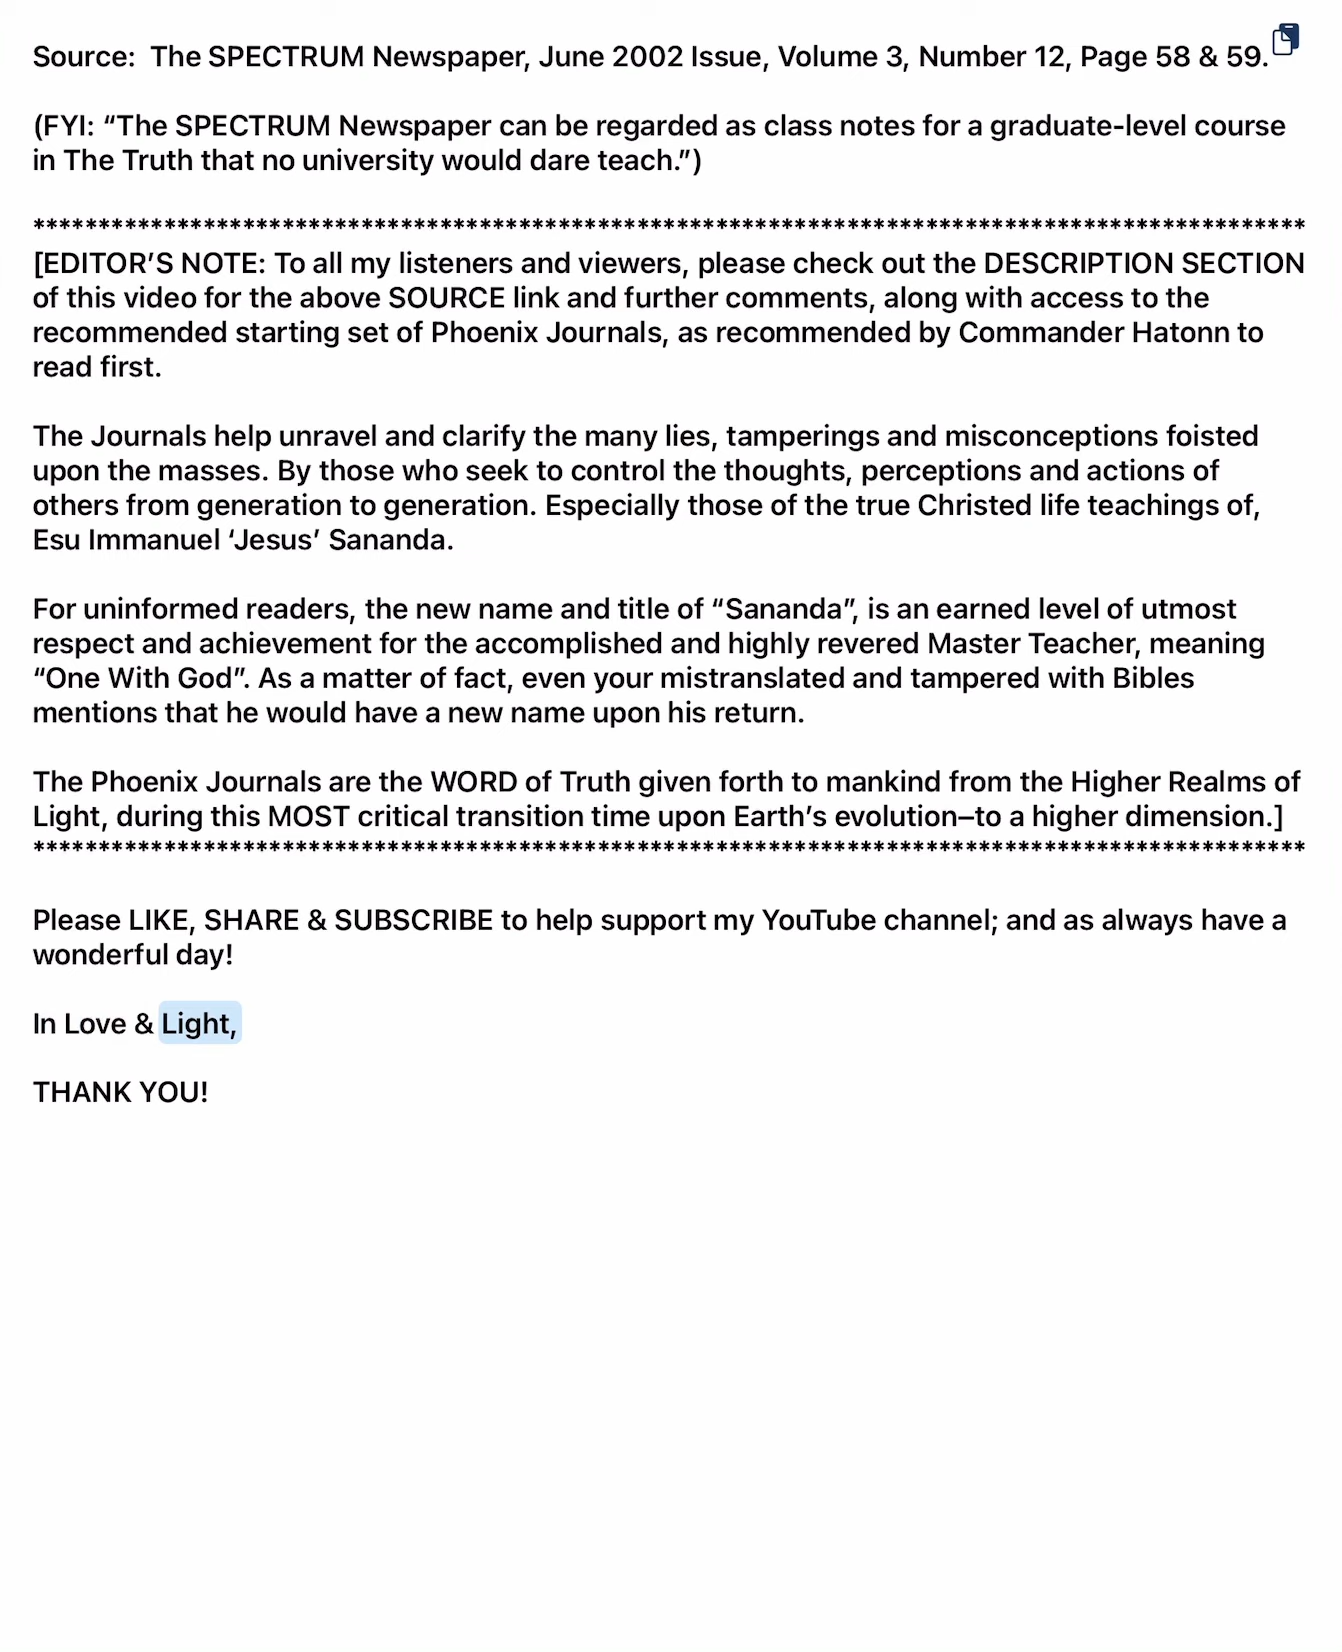 Source:  The SPECTRUM Newspaper, June 2002 Issue, Volume 3, Number 12, Page 58 & 59.
(FYI: “The SPECTRUM Newspaper can be regarded as class notes for a graduate-level course
in The Truth that no university would dare teach.”)
**************************************************************************************************
[EDITOR’S NOTE: To all my listeners and viewers, please check out the DESCRIPTION SECTION
of this video for the above SOURCE link and further comments, along with access to the
recommended starting set of Phoenix Journals, as recommended by Commander Hatonn to
read first.
The Journals help unravel and clarify the many lies, tamperings and misconceptions foisted
upon the masses. By those who seek to control the thoughts, perceptions and actions of
others from generation to generation. Especially those of the true Christed life teachings of,
Esu Immanuel ‘Jesus’ Sananda.
For uninformed readers, the new name and title of “Sananda”, is an earned level of utmost
respect and achievement for the accomplished and highly revered Master Teacher, meaning
“One With God”. As a matter of fact, even your mistranslated and tampered with Bibles
mentions that he would have a new name upon his return.
The Phoenix Journals are the WORD of Truth given forth to mankind from the Higher Realms of
Light, during this MOST critical transition time upon Earth’s evolution—to a higher dimension.]
**************************************************************************************************
Please LIKE, SHARE & SUBSCRIBE to help support my YouTube channel; and as always have a
wonderful day!
In Love & Light,
THANK YOU!